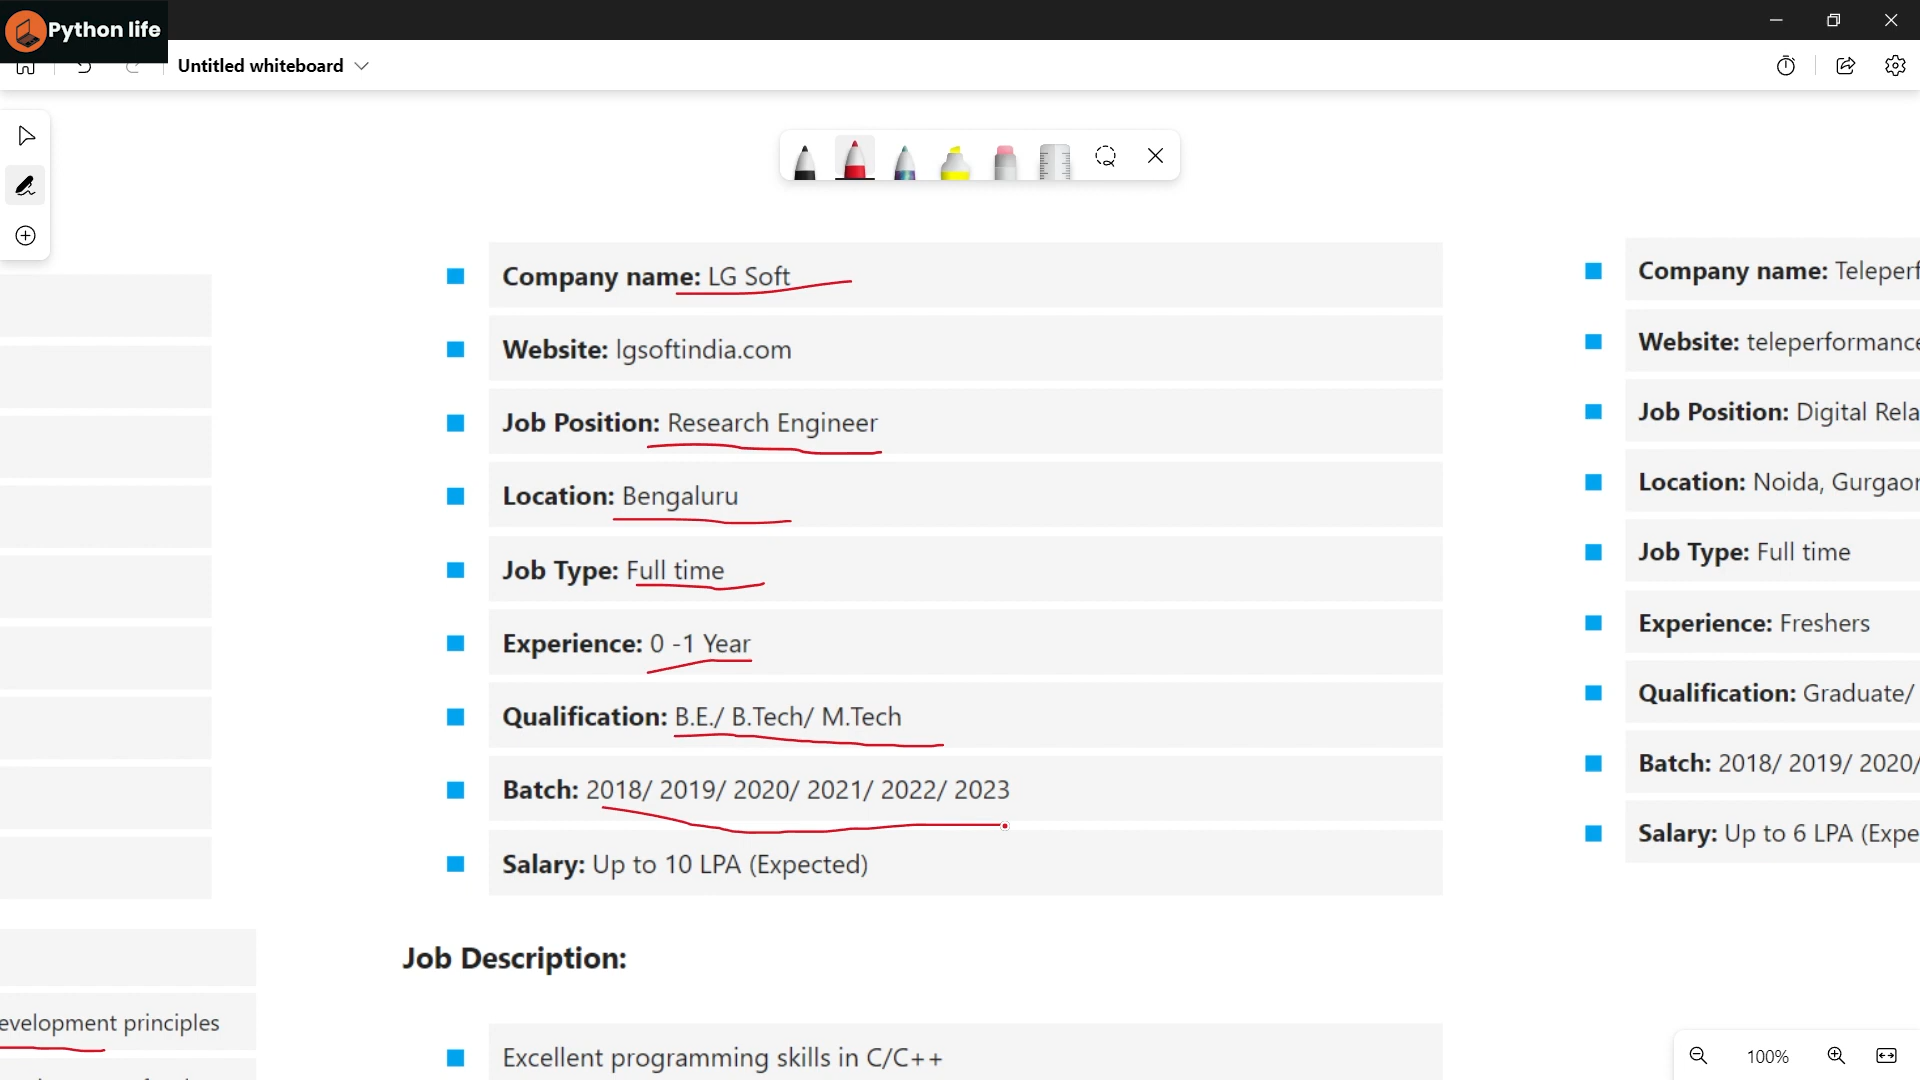 Python life
Untitled whiteboard
Company name: LG Soft
Website: lgsoftindia.com
Job Position: Research Engineer
Location: Bengaluru
Job Type: Full time
Experience: 0 -1 Year
Qualification: B.E./ B.Tech/ M.Tech
Batch: 2018/ 2019/ 2020/ 2021/ 2022/ 2023
Salary: Up to 10 LPA (Expected)
Job Description:
Excellent programming skills in C/C++
evelopment principles
Company name: Teleperf
Website: teleperformance
Job Position: Digital Rela
Location: Noida, Gurgaon
Job Type: Full time
Experience: Freshers
Qualification: Graduate/
Batch: 2018/ 2019/ 2020/
Salary: Up to 6 LPA (Expe
100%